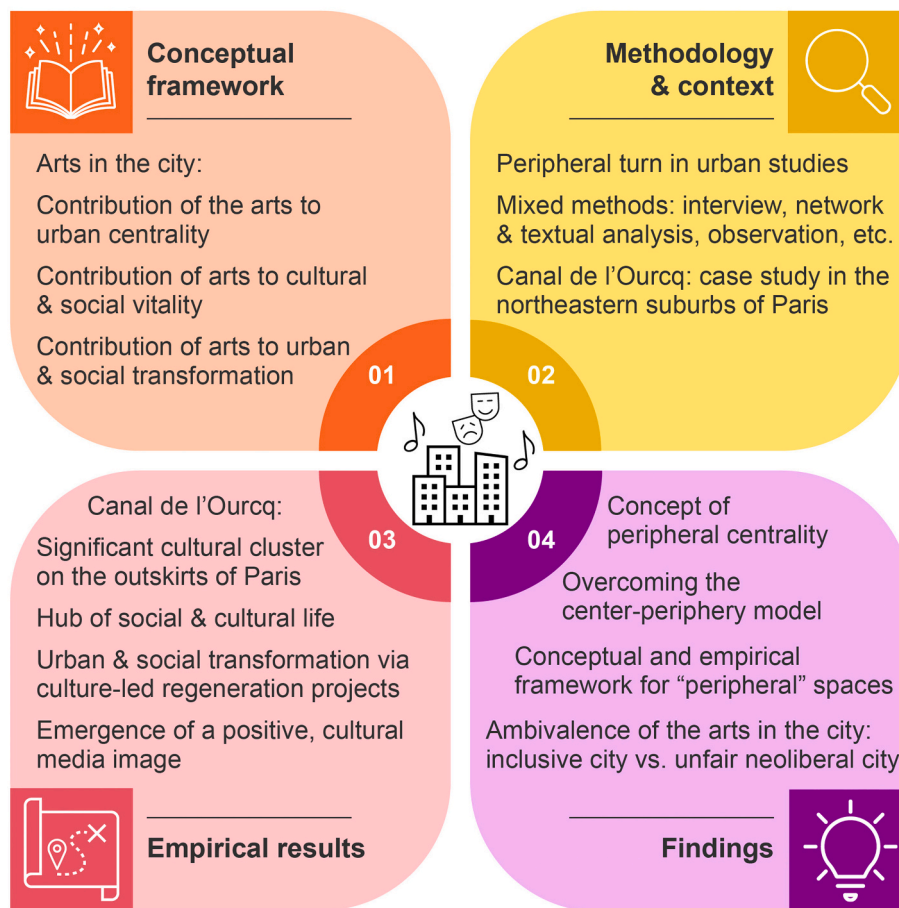 Conceptual
framework
Arts in the city:
Contribution of the arts to
urban centrality
Contribution of arts to cultural
& social vitality
Contribution of arts to urban
& social transformation
01
Methodology
& context
Peripheral turn in urban studies
Mixed methods: interview, network
& textual analysis, observation, etc.
Canal de l’Ourcq: case study in the
northeastern suburbs of Paris
02
Canal de l’Ourcq:
Significant cultural cluster
on the outskirts of Paris
Hub of social & cultural life
Urban & social transformation via
culture-led regeneration projects
Emergence of a positive, cultural
media image
03
Empirical results
04
Concept of
peripheral centrality
Overcoming the
center-periphery model
Conceptual and empirical
framework for “peripheral” spaces
Ambivalence of the arts in the city:
inclusive city vs. unfair neoliberal city
Findings